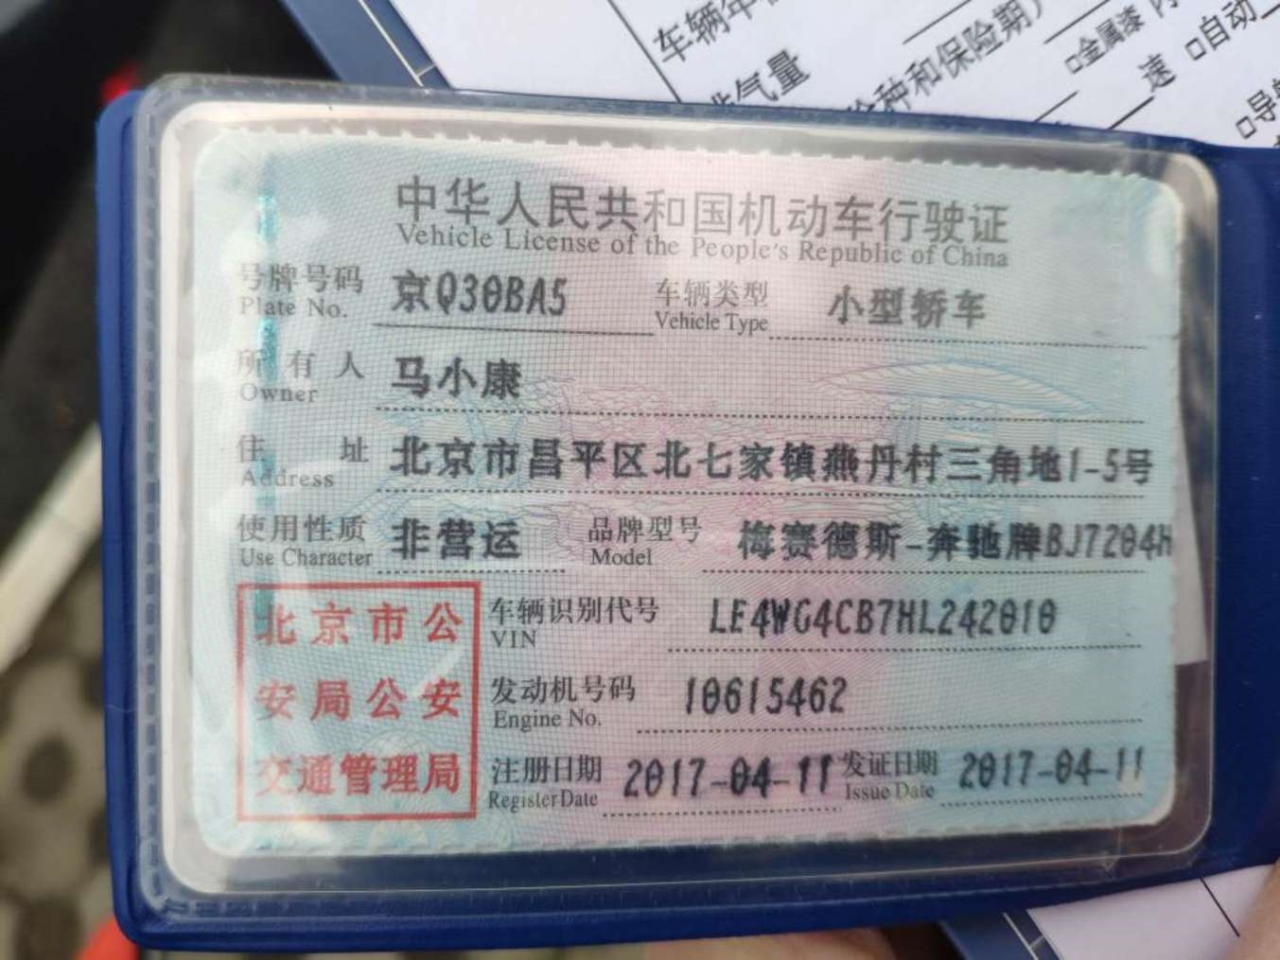 车辆年
排气量
险种和保险期
□金属漆 内
速 □自动
□导航
中华人民共和国机动车行驶证
Vehicle License of the People's Republic of China
号牌号码 京Q30BA5 车辆类型 小型轿车
Plate No. Vehicle Type
所有人 马小康
Owner
住址 北京市昌平区北七家镇燕丹村三角地1-5号
Address
使用性质 非营运 品牌型号 梅赛德斯-奔驰牌BJ7204H
Use Character Model
车辆识别代号 LE4WG4CB7HL242010
VIN
发动机号码 10615462
Engine No.
注册日期 2017-04-11 发证日期 2017-04-11
Register Date Issue Date
北京市公
安局公安
交通管理局